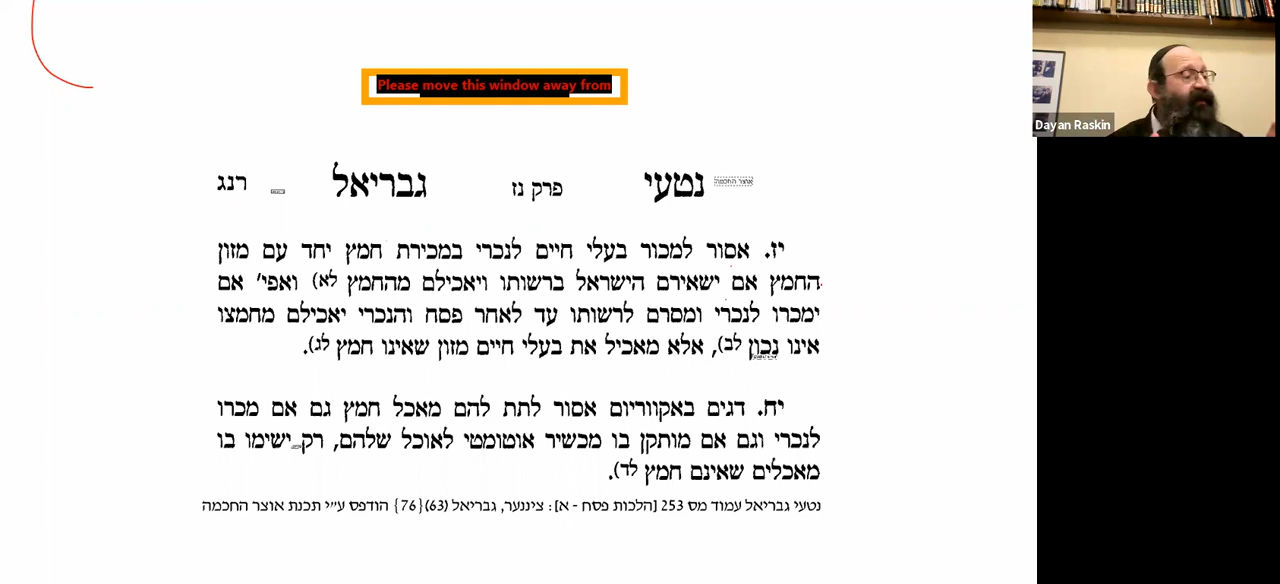 Please move this window away from
Dayan Raskin
אוצר החכמה
נטעי פרק נז גבריאל רנג
יז. אסור למכור בעלי חיים לנכרי במכירת חמץ יחד עם מזון
החמץ אם ישאירם הישראל ברשותו ויאכילם מהחמץ לא) ואפי' אם
ימכרו לנכרי ומסרם לרשותו עד לאחר פסח והנכרי יאכילם מחמצו
אינו נכון לב), אלא מאכיל את בעלי חיים מזון שאינו חמץ לג).
יח. דגים באקווריום אסור לתת להם מאכל חמץ גם אם מכרו
לנכרי וגם אם מותקן בו מכשיר אוטומטי לאוכל שלהם, רק ישימו בו
מאכלים שאינם חמץ לד).
נטעי גבריאל עמוד מס 253 [הלכות פסח - א]: ציננער, גבריאל (63){76} הודפס ע״י תכנת אוצר החכמה